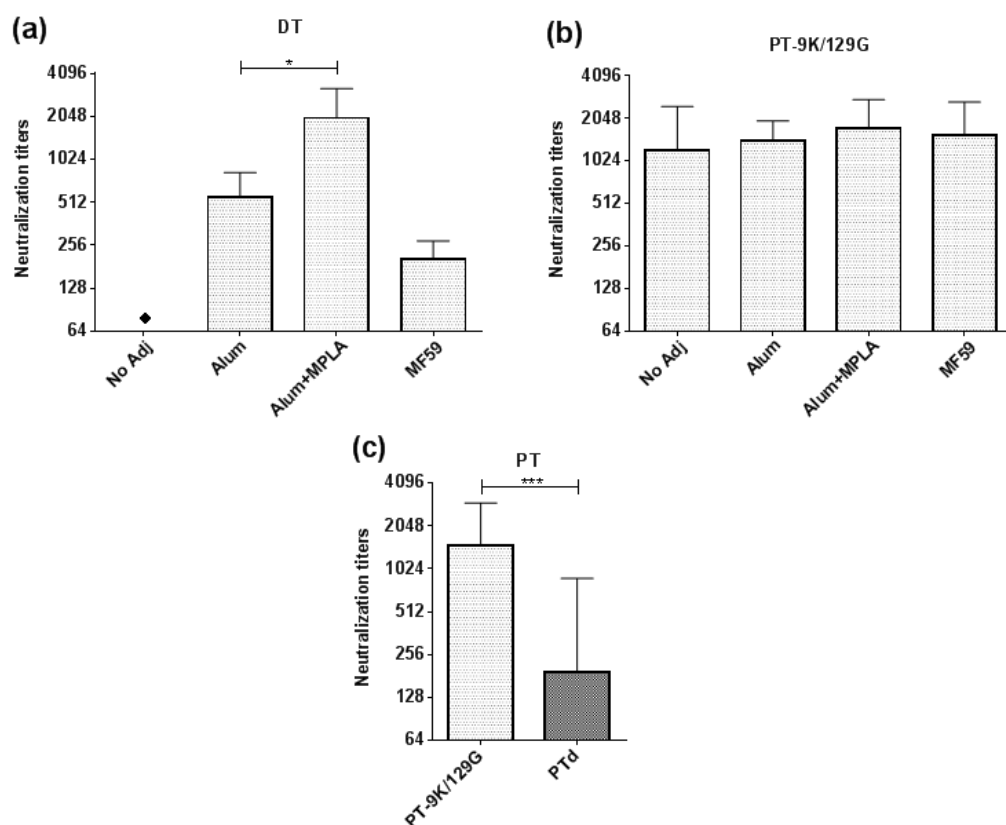 (a)
DT
*
Neutralization titers
4096
2048
1024
512
256
128
64
No Adj
Alum
Alum+MPLA
MF59
(b)
PT-9K/129G
Neutralization titers
4096
2048
1024
512
256
128
64
No Adj
Alum
Alum+MPLA
MF59
(c)
PT
***
Neutralization titers
4096
2048
1024
512
256
128
64
PT-9K/129G
PTd